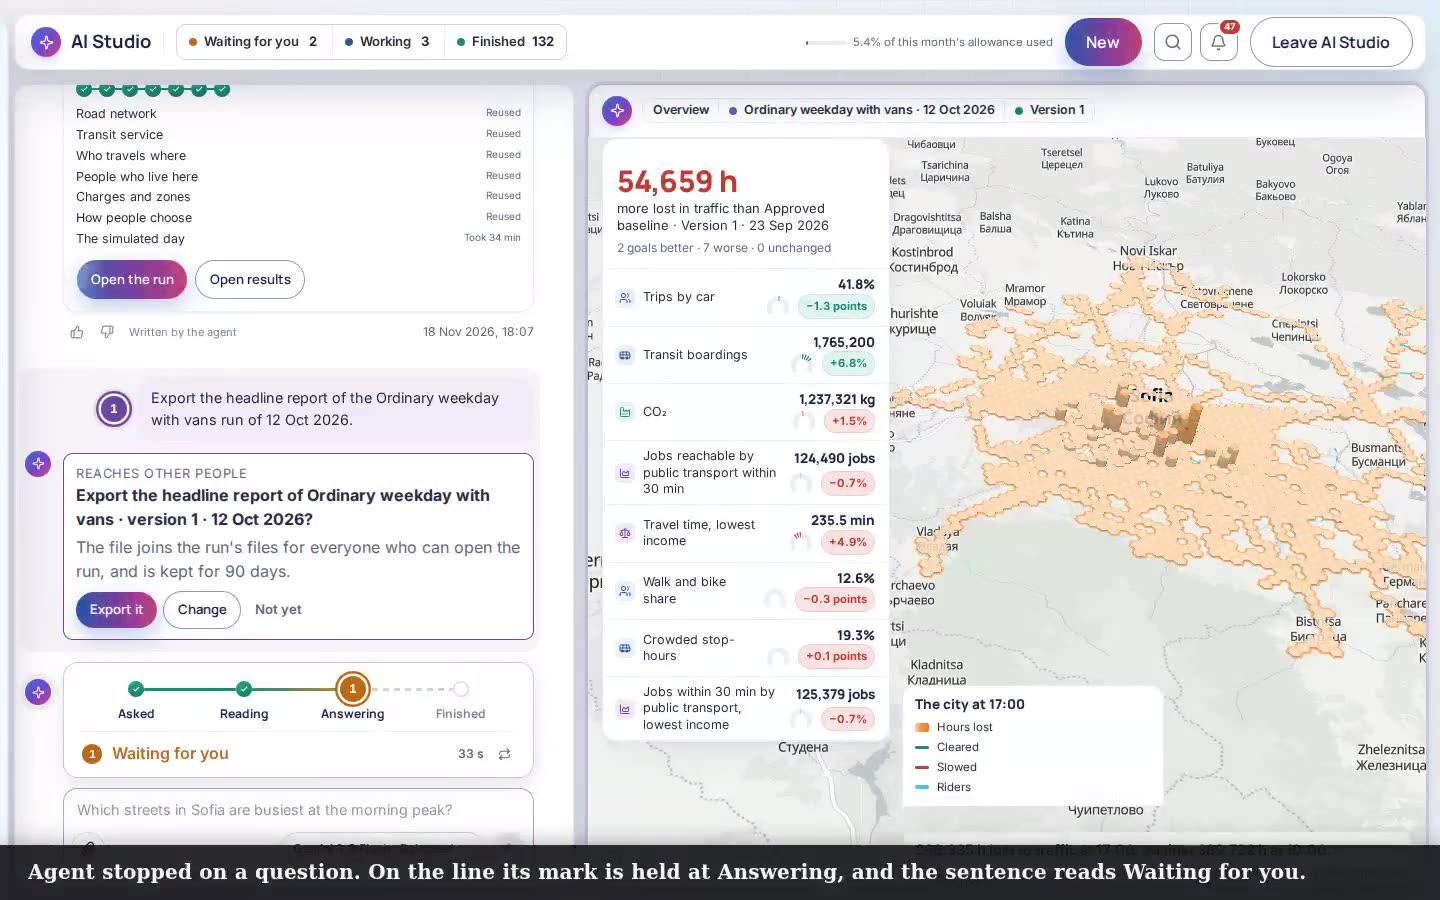 AI Studio
Waiting for you 2
Working 3
Finished 132
5.4% of this month's allowance used
New
47
Leave AI Studio
Road network Reused
Transit service Reused
Who travels where Reused
People who live here Reused
Charges and zones Reused
How people choose Reused
The simulated day Took 34 min
Open the run
Open results
Written by the agent
18 Nov 2026, 18:07
1
Export the headline report of the Ordinary weekday
with vans run of 12 Oct 2026.
REACHES OTHER PEOPLE
Export the headline report of Ordinary weekday with
vans · version 1 · 12 Oct 2026?
The file joins the run's files for everyone who can open the
run, and is kept for 90 days.
Export it
Change
Not yet
1
Asked
Reading
Answering
Finished
1 Waiting for you
33 s
Which streets in Sofia are busiest at the morning peak?
Overview
Ordinary weekday with vans · 12 Oct 2026
Version 1
54,659 h
more lost in traffic than Approved
baseline · Version 1 · 23 Sep 2026
2 goals better · 7 worse · 0 unchanged
Trips by car
41.8%
−1.3 points
Transit boardings
1,765,200
+6.8%
CO₂
1,237,321 kg
+1.5%
Jobs reachable by
public transport within
30 min
124,490 jobs
−0.7%
Travel time, lowest
income
235.5 min
+4.9%
Walk and bike
share
12.6%
−0.3 points
Crowded stop-
hours
19.3%
+0.1 points
Jobs within 30 min by
public transport,
lowest income
125,379 jobs
−0.7%
Чибаовци
Tsarichina
Царичина
Tseretsel
Церецел
Буковец
Batuliya
Батулия
Ogoya
Огоя
Lukovo
Луково
Bakyovo
Бакьово
Dragovishtitsa
Драговищица
Balsha
Балша
Katina
Кътина
Kostinbrod
Костинброд
Novi Iskar
Mramor
Мрамор
Lokorsko
Локорско
Voluiak
Световрачене
Chepintsi
Чепинци
Sofia
Busmantsi
Бусманци
Bistritsa
Бистрица
Kladnitsa
Кладница
Студена
Zheleznitsa
Железница
Чуипетлово
The city at 17:00
Hours lost
Cleared
Slowed
Riders
Agent stopped on a question. On the line its mark is held at Answering, and the sentence reads Waiting for you.